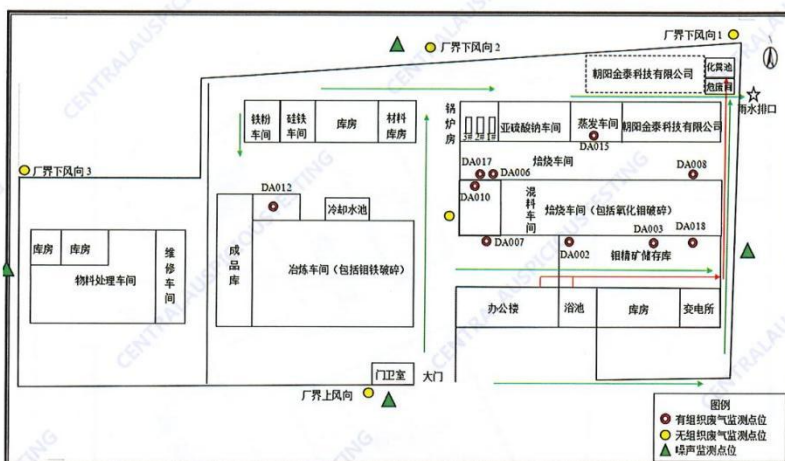 厂界下风向1
厂界下风向2
朝阳金泰科技有限公司
化粪池
危废间
雨水排口
铁粉车间
硅铁车间
库房
材料库房
锅炉房
3# 2# 1#
亚硫酸钠车间
蒸发车间
朝阳金泰科技有限公司
DA015
焙烧车间
厂界下风向3
DA017
DA006
DA008
DA012
DA010
混料车间
焙烧车间（包括氧化钼破碎）
冷却水池
成品库
冶炼车间（包括钼铁破碎）
DA007
DA002
DA003
DA018
钼精矿储存库
库房
库房
物料处理车间
维修车间
办公楼
浴池
库房
变电所
门卫室
大门
厂界上风向
图例
有组织废气监测点位
无组织废气监测点位
噪声监测点位
CENTRALAUSPICIOUSTESTING